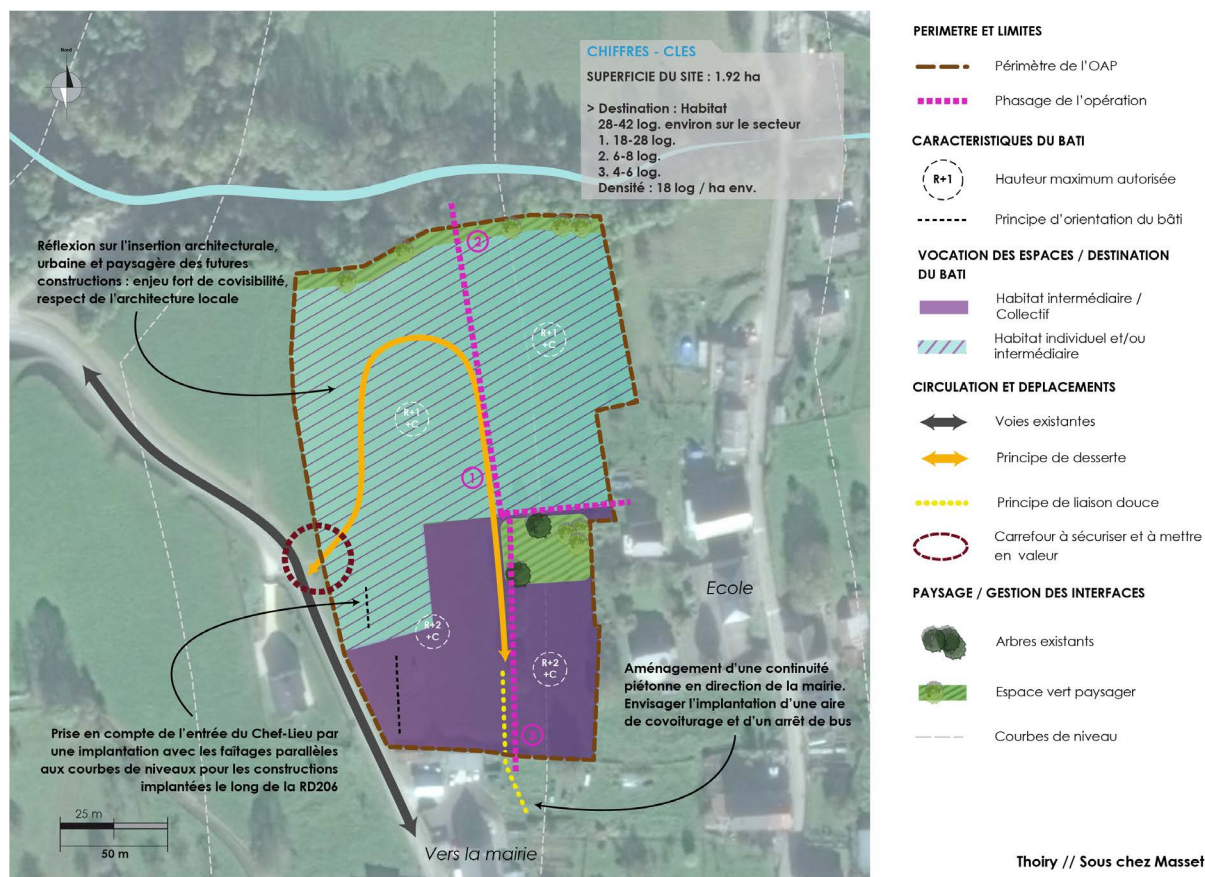 Nord
CHIFFRES - CLES
SUPERFICIE DU SITE : 1.92 ha
> Destination : Habitat
28-42 log. environ sur le secteur
1. 18-28 log.
2. 6-8 log.
3. 4-6 log.
Densité : 18 log / ha env.
Réflexion sur l'insertion architecturale,
urbaine et paysagère des futures
constructions : enjeu fort de covisibilité,
respect de l'architecture locale
2
R+1
+C
R+1
+C
1
Ecole
R+2
+C
R+2
+C
3
Aménagement d'une continuité
piétonne en direction de la mairie.
Envisager l'implantation d'une aire
de covoiturage et d'un arrêt de bus
Prise en compte de l'entrée du Chef-Lieu par
une implantation avec les faîtages parallèles
aux courbes de niveaux pour les constructions
implantées le long de la RD206
25 m
50 m
Vers la mairie
PERIMETRE ET LIMITES
Périmètre de l'OAP
Phasage de l'opération
CARACTERISTIQUES DU BATI
R+1
Hauteur maximum autorisée
Principe d'orientation du bâti
VOCATION DES ESPACES / DESTINATION
DU BATI
Habitat intermédiaire /
Collectif
Habitat individuel et/ou
intermédiaire
CIRCULATION ET DEPLACEMENTS
Voies existantes
Principe de desserte
Principe de liaison douce
Carrefour à sécuriser et à mettre
en valeur
PAYSAGE / GESTION DES INTERFACES
Arbres existants
Espace vert paysager
Courbes de niveau
Thoiry // Sous chez Masset